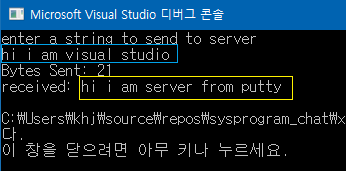 Microsoft Visual Studio 디버그 콘솔
enter a string to send to server
hi i am visual studio
Bytes Sent: 21
received: hi i am server from putty
C:₩Users₩khj₩source₩repos₩sysprogram_chat₩x
다.
이 창을 닫으려면 아무 키나 누르세요.